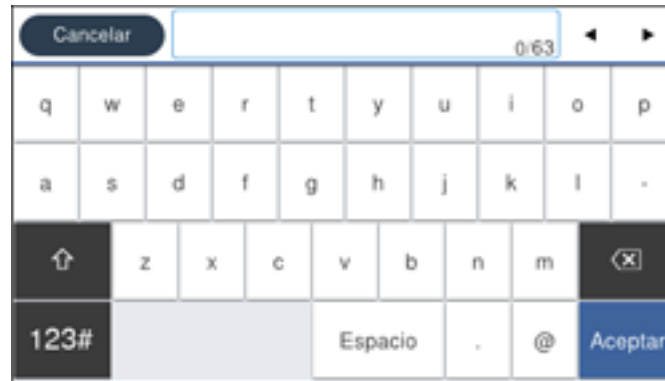 Cancelar
0/63
q w e r t y u i o p
a s d f g h j k l -
z x c v b n m
123# Espacio . @ Aceptar